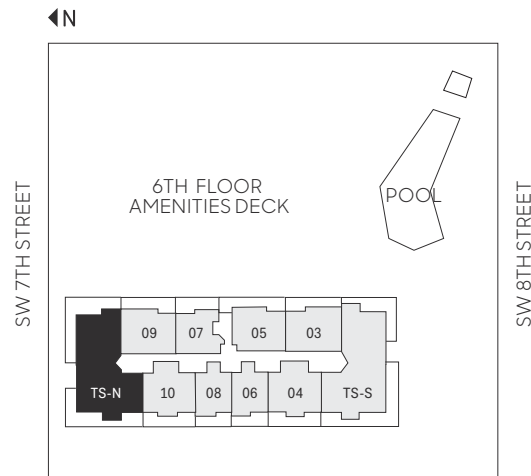 N
6TH FLOOR
AMENITIES DECK
POOL
SW 7TH STREET
SW 8TH STREET
09 07 05 03
TS-N 10 08 06 04 TS-S